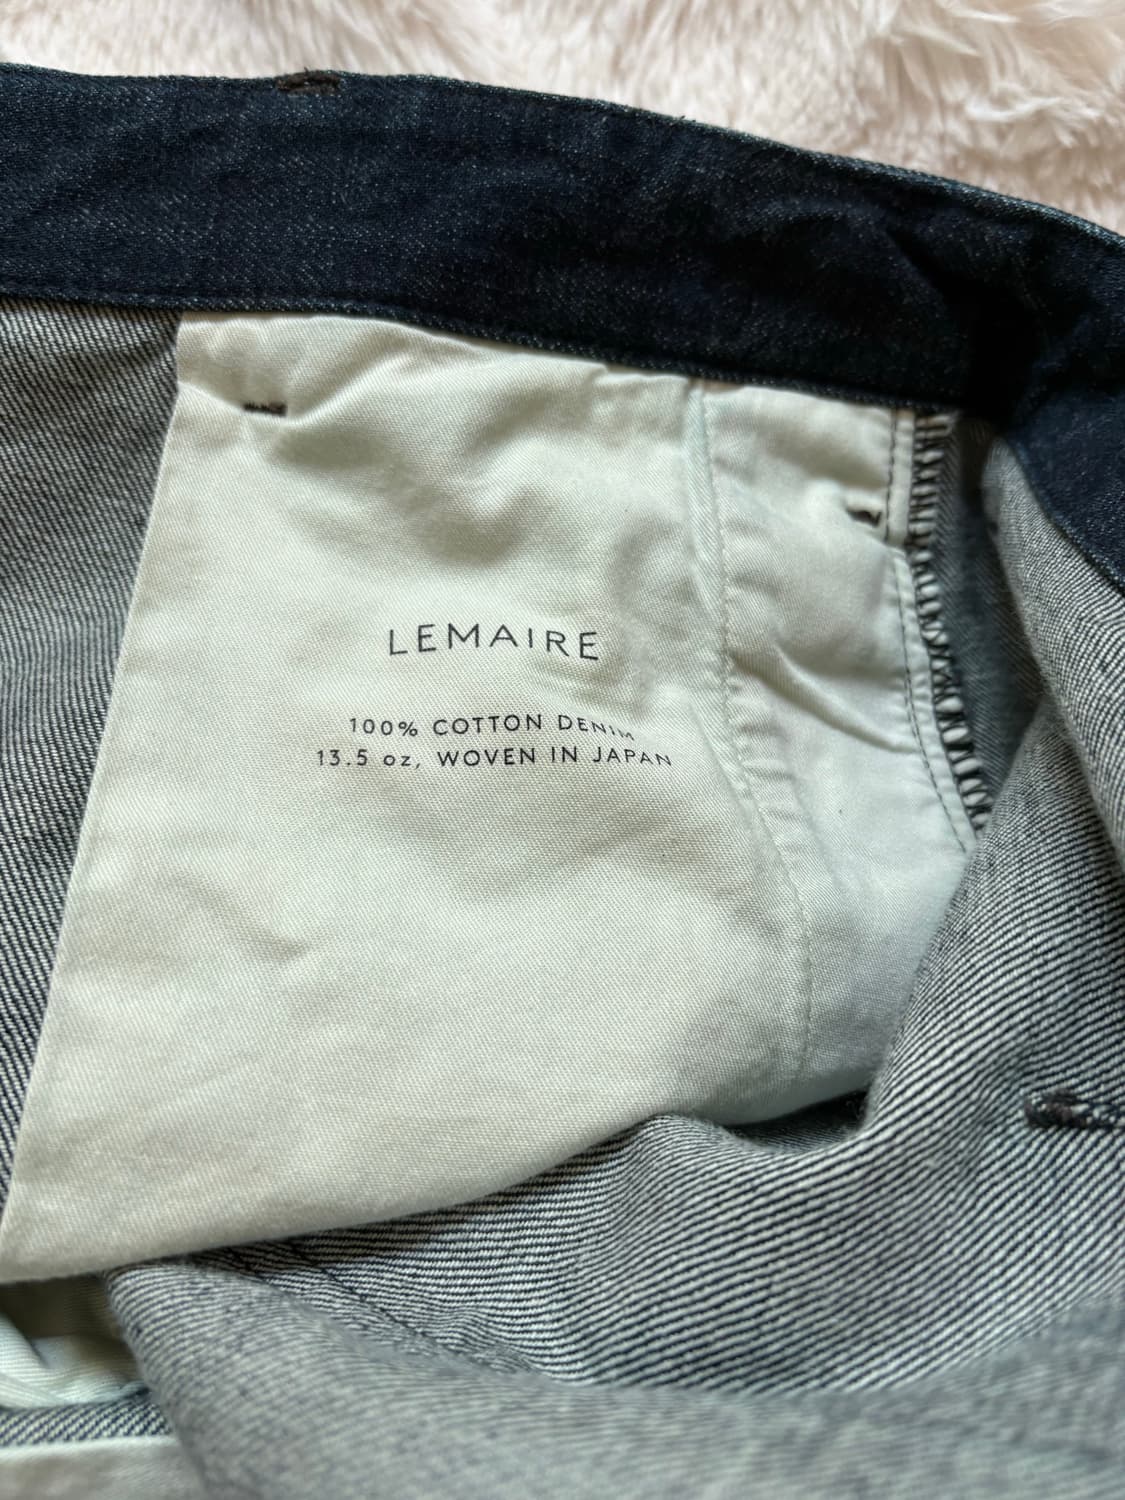 LEMAIRE
100% COTTON DENIM
13.5 oz, WOVEN IN JAPAN